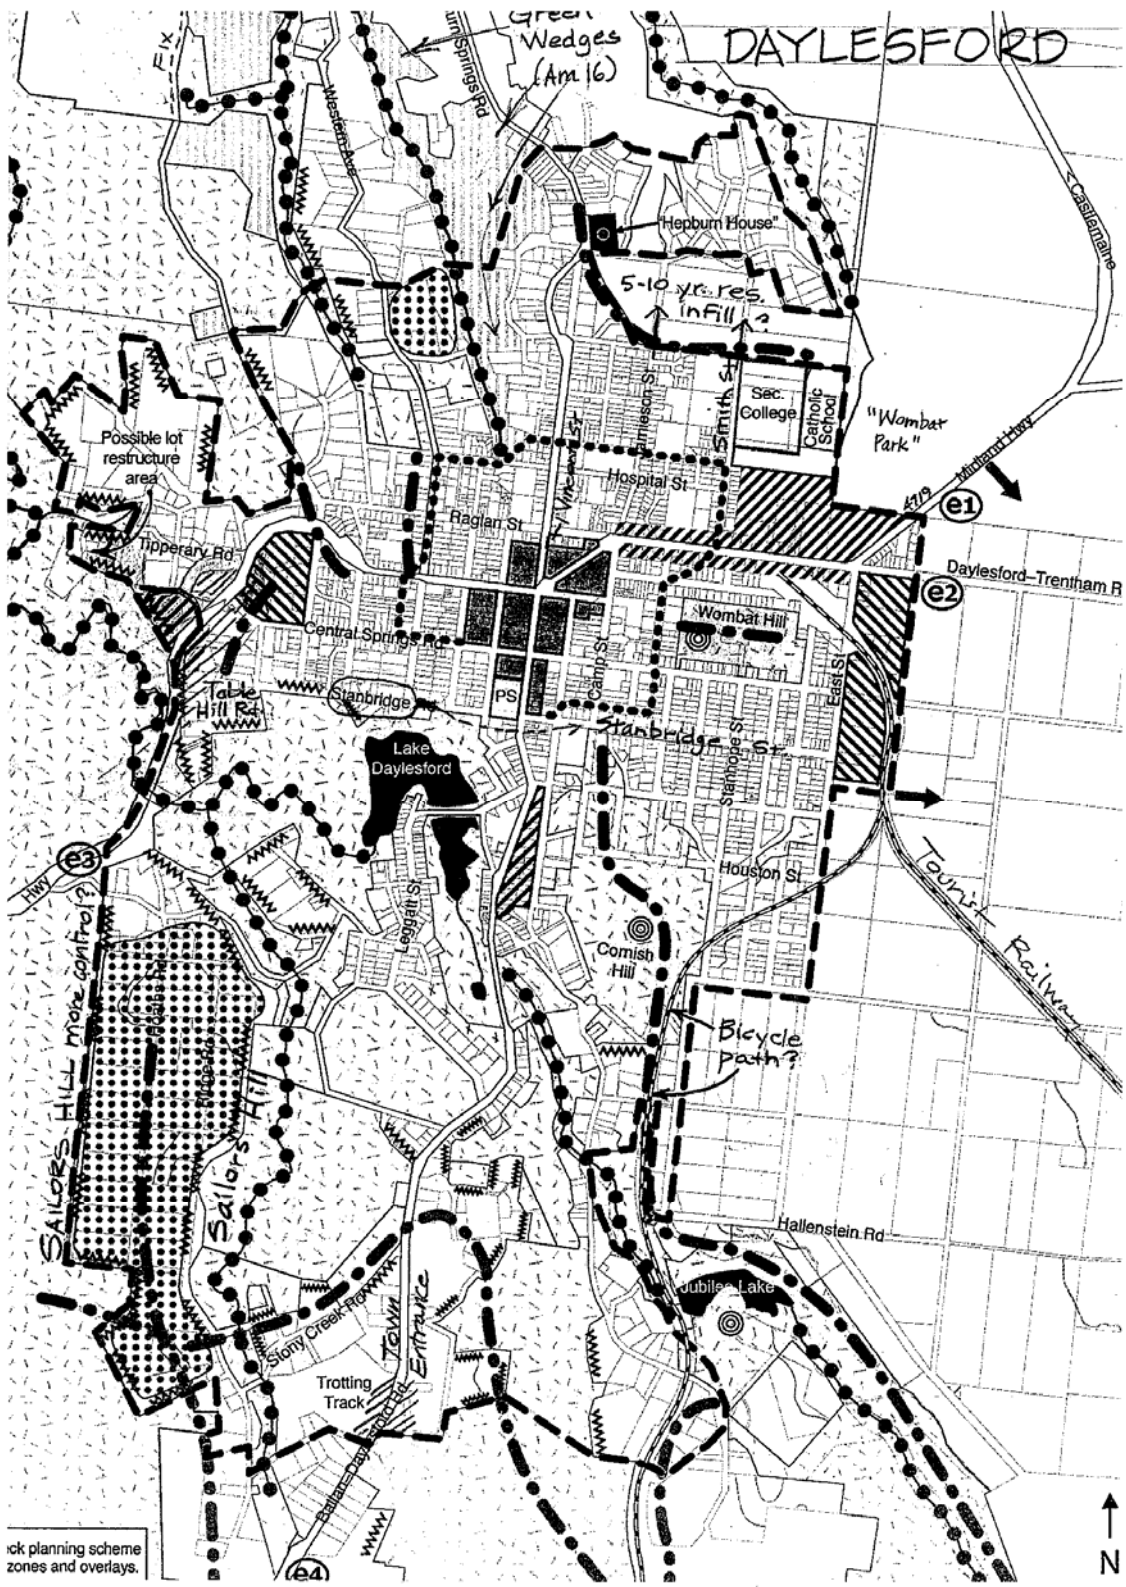 Green
Wedges
(Am 16)
DAYLESFORD
Fix
Western Ave
Springs Rd
< Castlemaine
"Hepburn House"
5-10 yr. res.
infill ?
Jamieson St
Smith St
Sec.
College
Catholic
School
"Wombat
Park"
Midland Hwy
e1
Possible lot
restructure
area
Hospital St
Vincent St
Raglan St
Tipperary Rd
Daylesford–Trentham R
e2
Wombat Hill
Central Springs Rd
Camp St
East St
Table
Hill Rd
Stanbridge Rd
PS
Stanbridge St
Stanhope St
Lake
Daylesford
Houston St
Tourist Railway
e3
Hwy
Leggatt St
Cornish
Hill
Bicycle
path?
SAILORS HILL more control?
Ridge Rd
Sailors Hill
Hallenstein Rd
Jubilee Lake
Stony Creek Rd
TOWN
Entrance
Trotting
Track
Ballan–Daylesford Rd
eck planning scheme
zones and overlays.
e4
N